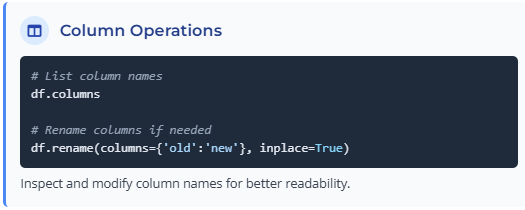 Column Operations
# List column names
df.columns
# Rename columns if needed
df.rename(columns={'old':'new'}, inplace=True)
Inspect and modify column names for better readability.